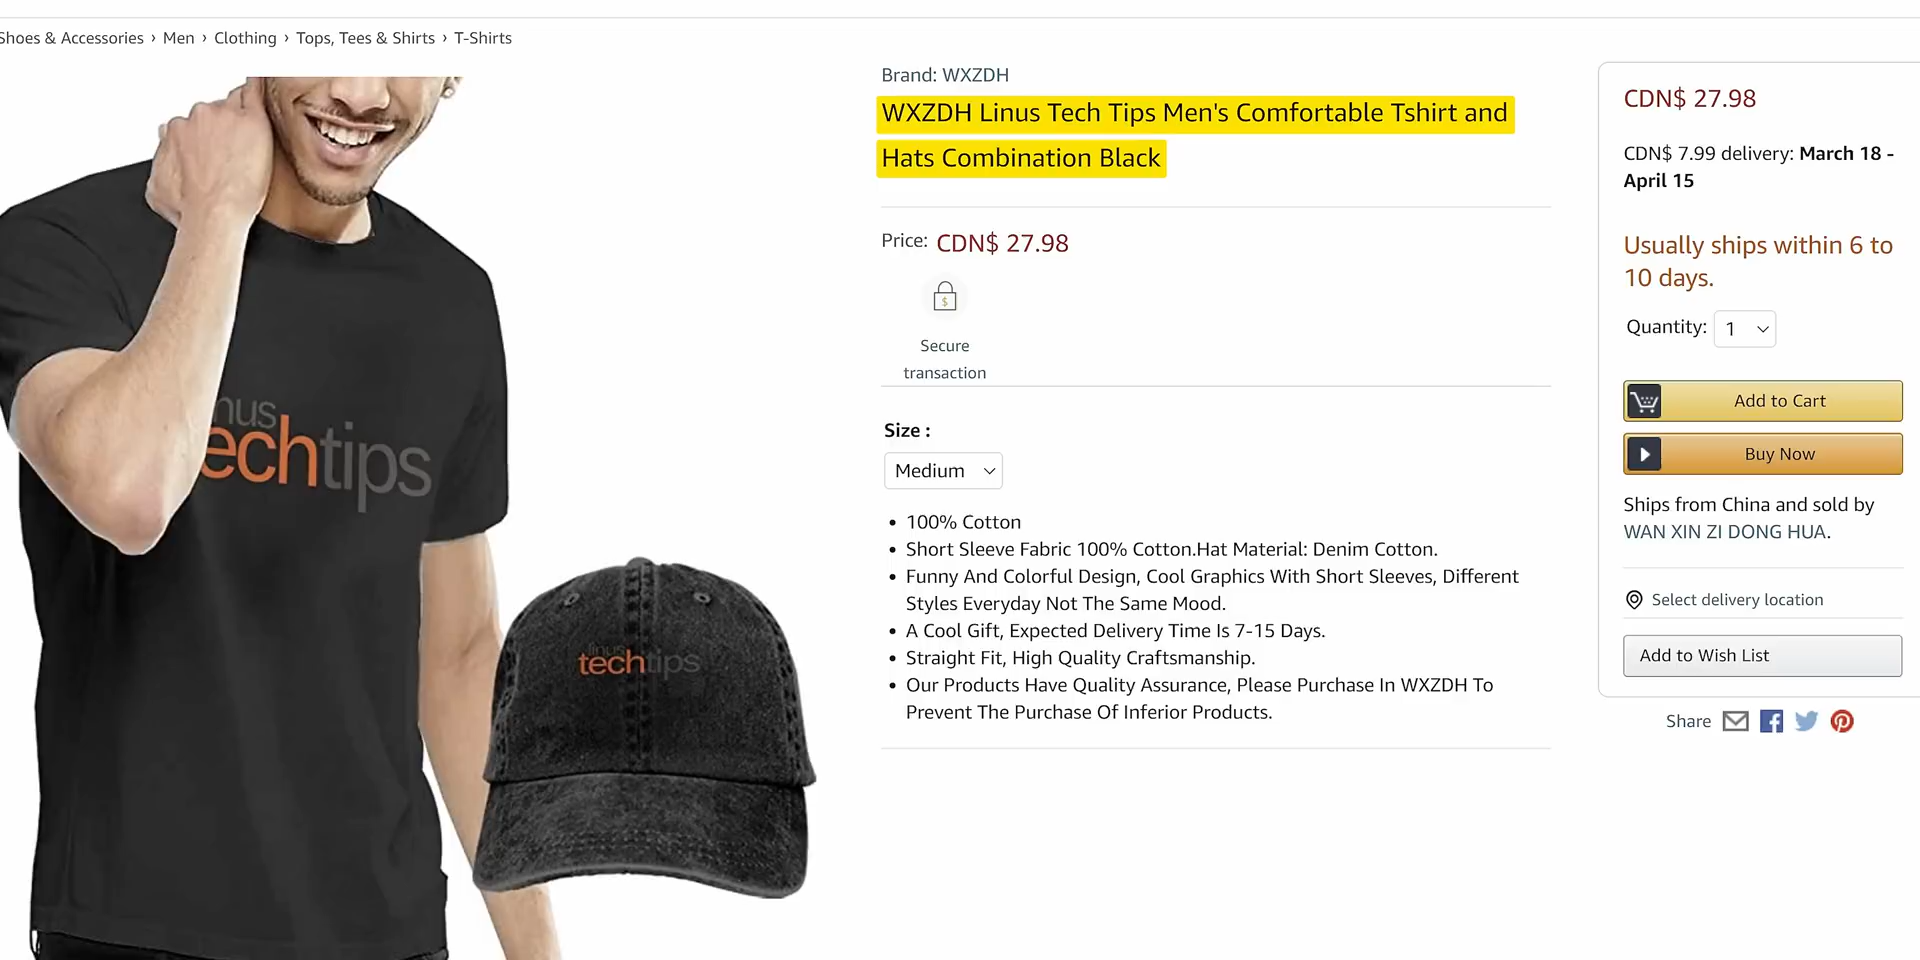 Shoes & Accessories › Men › Clothing › Tops, Tees & Shirts › T-Shirts
Brand: WXZDH
WXZDH Linus Tech Tips Men's Comfortable Tshirt and
Hats Combination Black
Price: CDN$ 27.98
$
Secure
transaction
Size :
Medium
100% Cotton
Short Sleeve Fabric 100% Cotton.Hat Material: Denim Cotton.
Funny And Colorful Design, Cool Graphics With Short Sleeves, Different
Styles Everyday Not The Same Mood.
A Cool Gift, Expected Delivery Time Is 7-15 Days.
Straight Fit, High Quality Craftsmanship.
Our Products Have Quality Assurance, Please Purchase In WXZDH To
Prevent The Purchase Of Inferior Products.
CDN$ 27.98
CDN$ 7.99 delivery: March 18 -
April 15
Usually ships within 6 to
10 days.
Quantity: 1
Add to Cart
Buy Now
Ships from China and sold by
WAN XIN ZI DONG HUA.
Select delivery location
Add to Wish List
Share
nus
echtips
linus
techtips